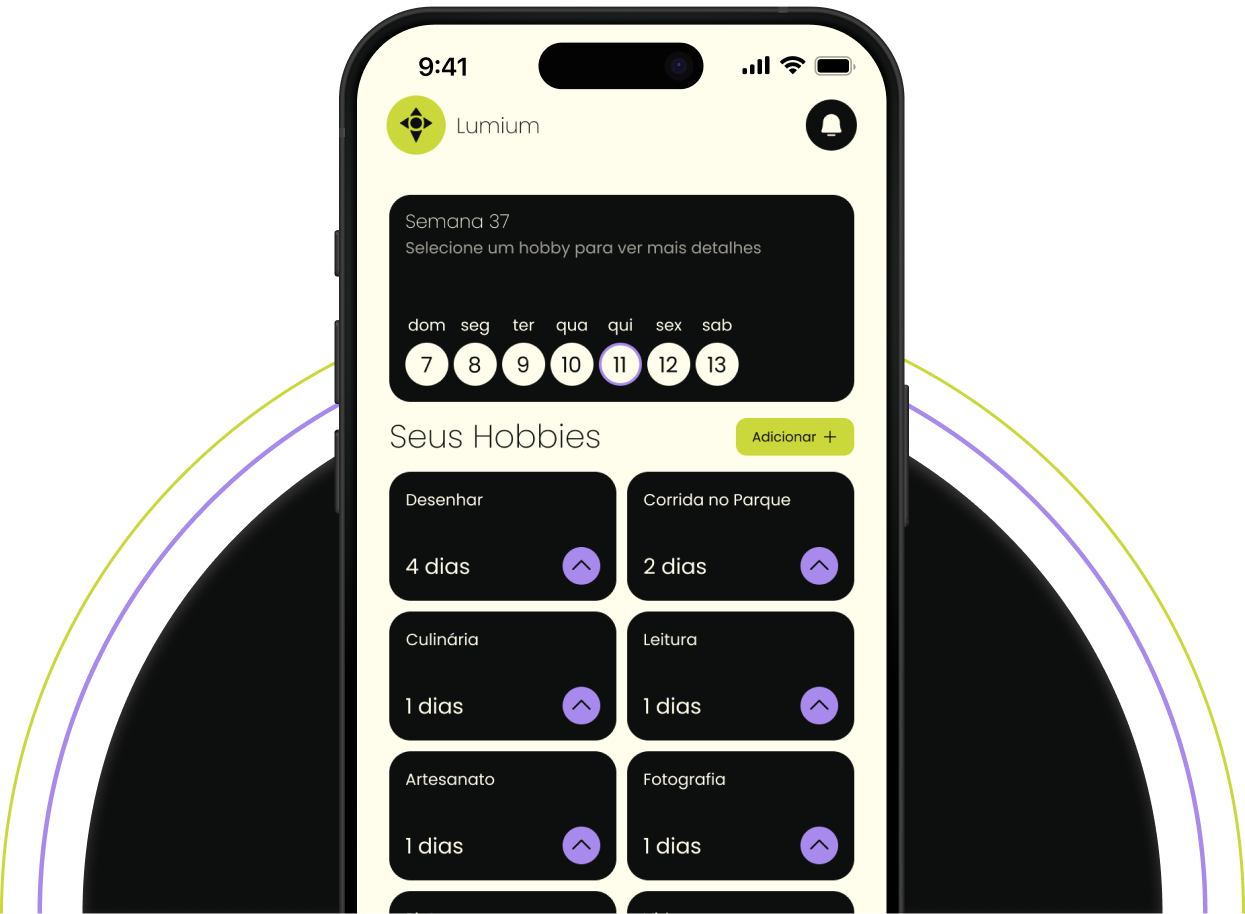 9:41
Lumium
Semana 37
Selecione um hobby para ver mais detalhes
dom seg ter qua qui sex sab
7 8 9 10 11 12 13
Seus Hobbies
Adicionar +
Desenhar
4 dias
Corrida no Parque
2 dias
Culinária
1 dias
Leitura
1 dias
Artesanato
1 dias
Fotografia
1 dias